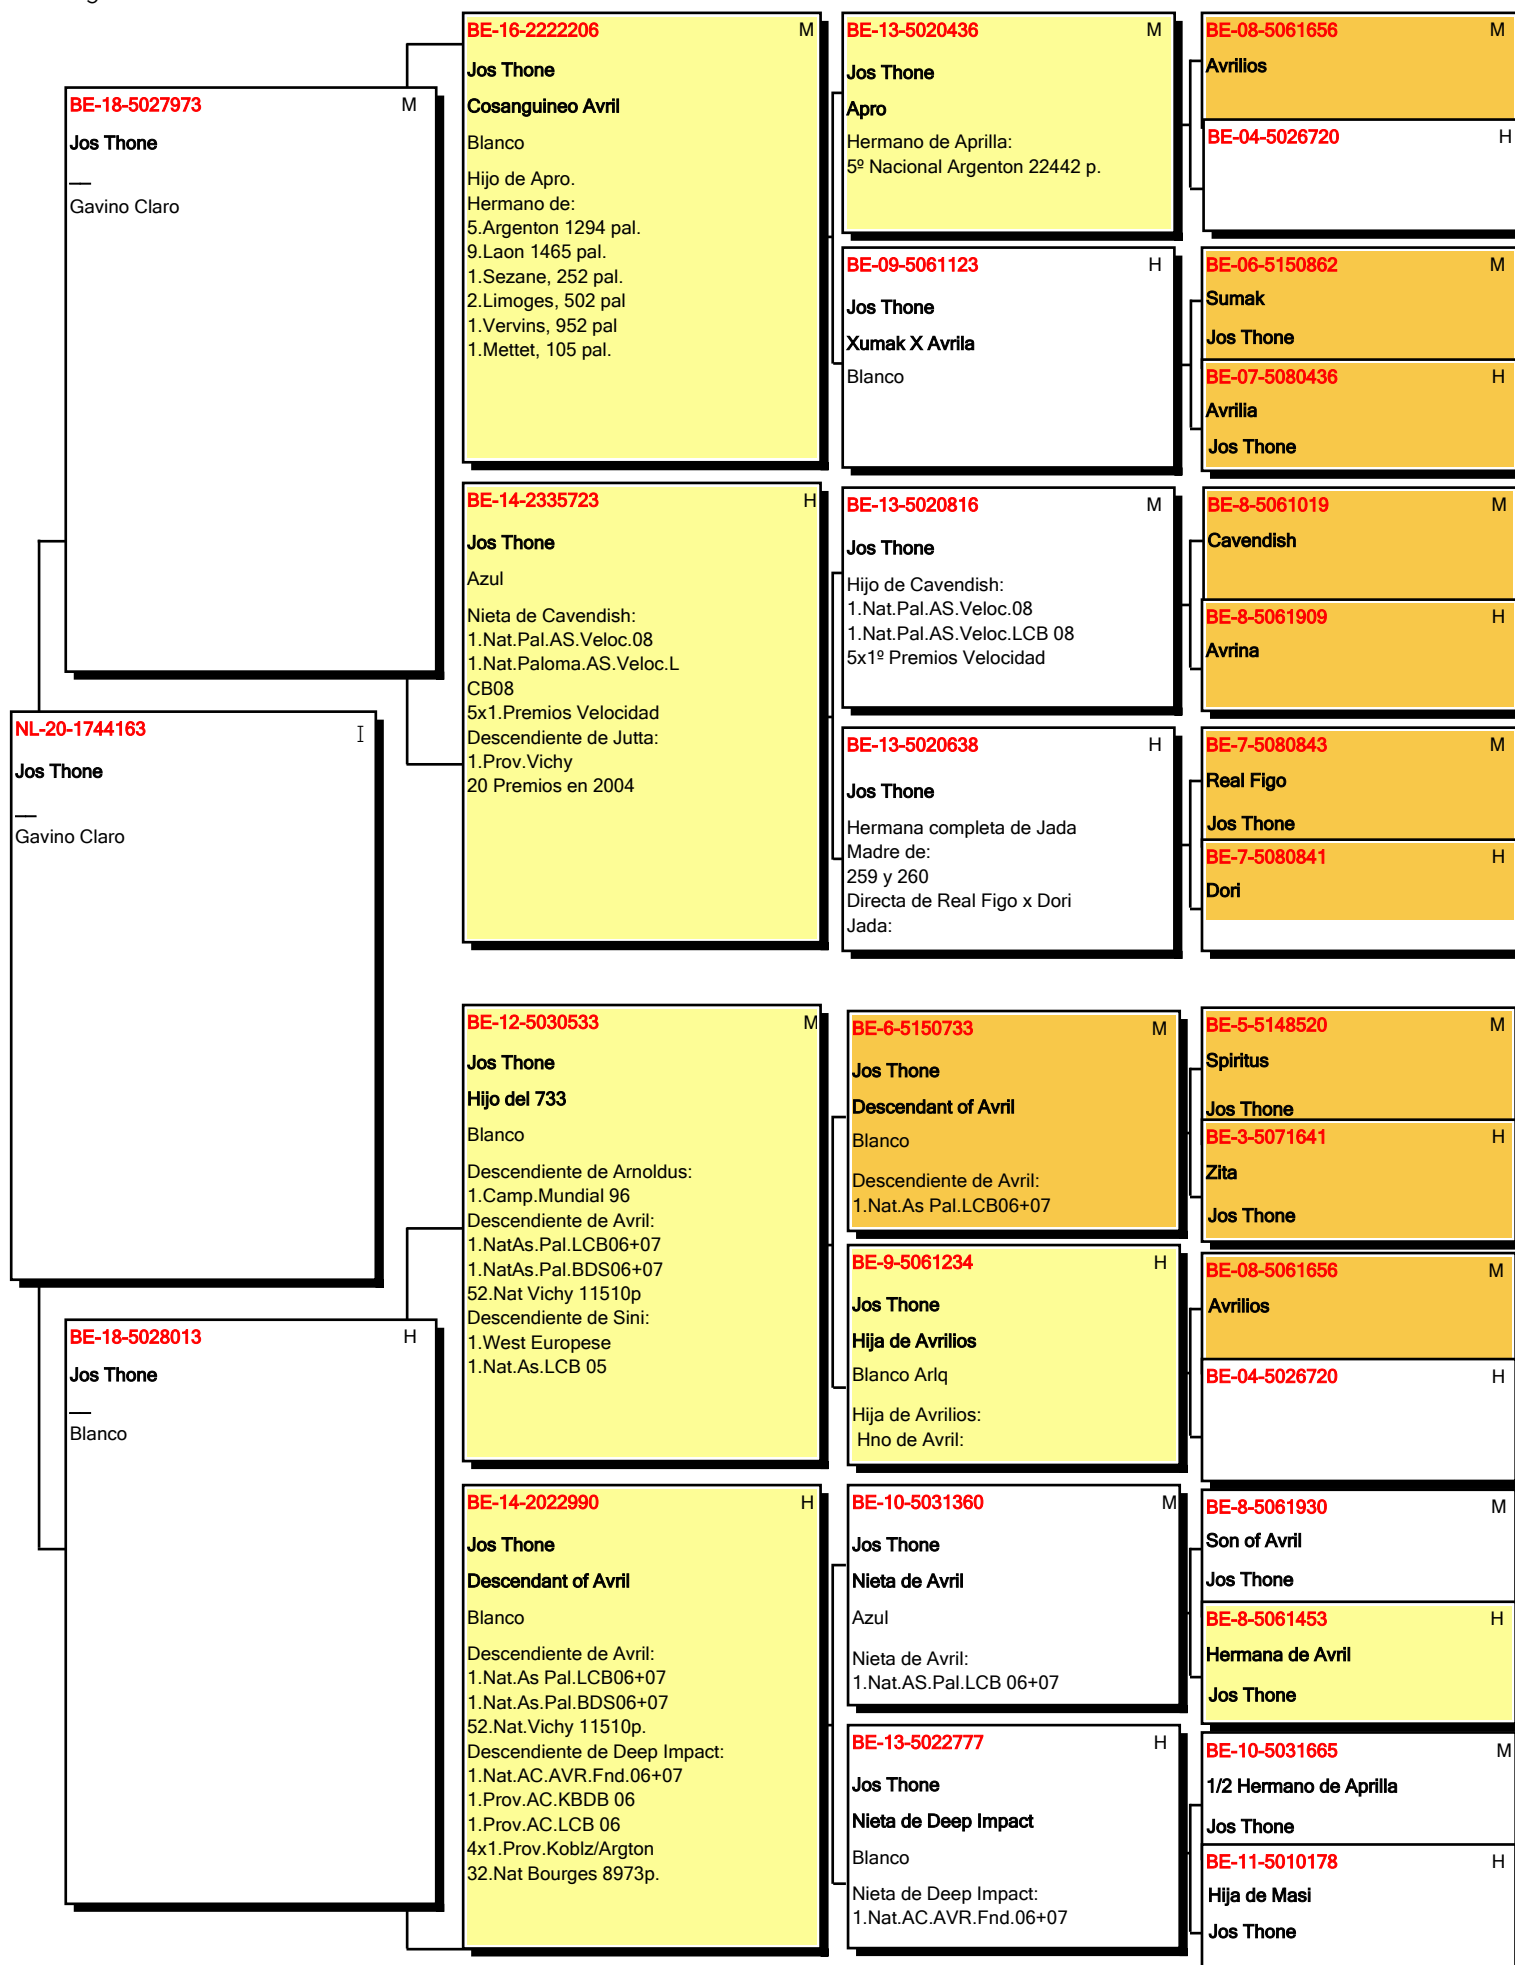 BE-16-2222206 M
Jos Thone
Cosanguineo Avril
Blanco
Hijo de Apro.
Hermano de:
5.Argenton 1294 pal.
9.Laon 1465 pal.
1.Sezane, 252 pal.
2.Limoges, 502 pal
1.Vervins, 952 pal
1.Mettet, 105 pal.
BE-13-5020436 M
Jos Thone
Apro
Hermano de Aprilla:
5º Nacional Argenton 22442 p.
BE-08-5061656 M
Avrilios
BE-04-5026720 H
BE-18-5027973 M
Jos Thone
__
Gavino Claro
BE-09-5061123 H
Jos Thone
Xumak X Avrila
Blanco
BE-06-5150862 M
Sumak
Jos Thone
BE-07-5080436 H
Avrilia
Jos Thone
BE-14-2335723 H
Jos Thone
Azul
Nieta de Cavendish:
1.Nat.Pal.AS.Veloc.08
1.Nat.Paloma.AS.Veloc.L
CB08
5x1.Premios Velocidad
Descendiente de Jutta:
1.Prov.Vichy
20 Premios en 2004
BE-13-5020816 M
Jos Thone
Hijo de Cavendish:
1.Nat.Pal.AS.Veloc.08
1.Nat.Pal.AS.Veloc.LCB 08
5x1º Premios Velocidad
BE-8-5061019 M
Cavendish
BE-8-5061909 H
Avrina
BE-13-5020638 H
Jos Thone
Hermana completa de Jada
Madre de:
259 y 260
Directa de Real Figo x Dori
Jada:
BE-7-5080843 M
Real Figo
Jos Thone
BE-7-5080841 H
Dori
NL-20-1744163 I
Jos Thone
__
Gavino Claro
BE-12-5030533 M
Jos Thone
Hijo del 733
Blanco
Descendiente de Arnoldus:
1.Camp.Mundial 96
Descendiente de Avril:
1.NatAs.Pal.LCB06+07
1.NatAs.Pal.BDS06+07
52.Nat Vichy 11510p
Descendiente de Sini:
1.West Europese
1.Nat.As.LCB 05
BE-6-5150733 M
Jos Thone
Descendant of Avril
Blanco
Descendiente de Avril:
1.Nat.As Pal.LCB06+07
BE-5-5148520 M
Spiritus
Jos Thone
BE-3-5071641 H
Zita
Jos Thone
BE-9-5061234 H
Jos Thone
Hija de Avrilios
Blanco Arlq
Hija de Avrilios:
Hno de Avril:
BE-08-5061656 M
Avrilios
BE-04-5026720 H
BE-18-5028013 H
Jos Thone
__
Blanco
BE-14-2022990 H
Jos Thone
Descendant of Avril
Blanco
Descendiente de Avril:
1.Nat.As Pal.LCB06+07
1.Nat.As.Pal.BDS06+07
52.Nat.Vichy 11510p.
Descendiente de Deep Impact:
1.Nat.AC.AVR.Fnd.06+07
1.Prov.AC.KBDB 06
1.Prov.AC.LCB 06
4x1.Prov.Koblz/Argton
32.Nat Bourges 8973p.
BE-10-5031360 M
Jos Thone
Nieta de Avril
Azul
Nieta de Avril:
1.Nat.AS.Pal.LCB 06+07
BE-8-5061930 M
Son of Avril
Jos Thone
BE-8-5061453 H
Hermana de Avril
Jos Thone
BE-13-5022777 H
Jos Thone
Nieta de Deep Impact
Blanco
Nieta de Deep Impact:
1.Nat.AC.AVR.Fnd.06+07
BE-10-5031665 M
1/2 Hermano de Aprilla
Jos Thone
BE-11-5010178 H
Hija de Masi
Jos Thone